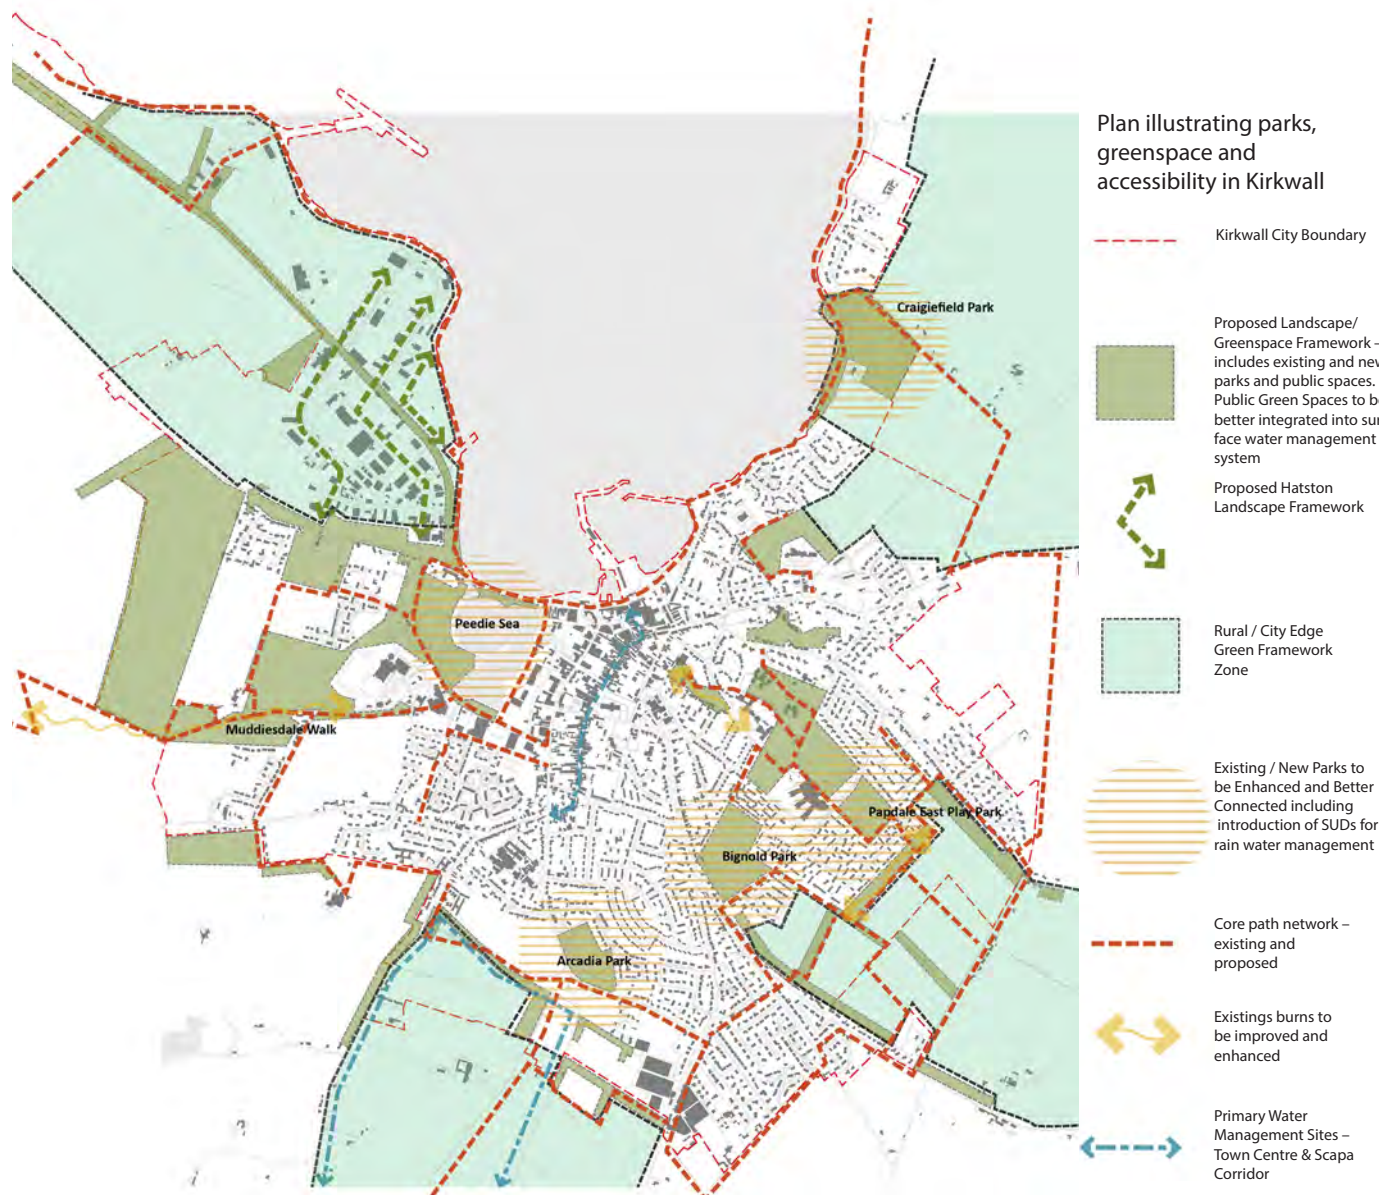 Plan illustrating parks,
greenspace and
accessibility in Kirkwall
Kirkwall City Boundary
Proposed Landscape/
Greenspace Framework –
includes existing and new
parks and public spaces.
Public Green Spaces to be
better integrated into sur
face water management
system
Proposed Hatston
Landscape Framework
Rural / City Edge
Green Framework
Zone
Existing / New Parks to
be Enhanced and Better
Connected including
introduction of SUDs for
rain water management
Core path network –
existing and
proposed
Existings burns to
be improved and
enhanced
Primary Water
Management Sites –
Town Centre & Scapa
Corridor
Craigiefield Park
Peedie Sea
Muddiesdale Walk
Papdale East Play Park
Bignold Park
Arcadia Park